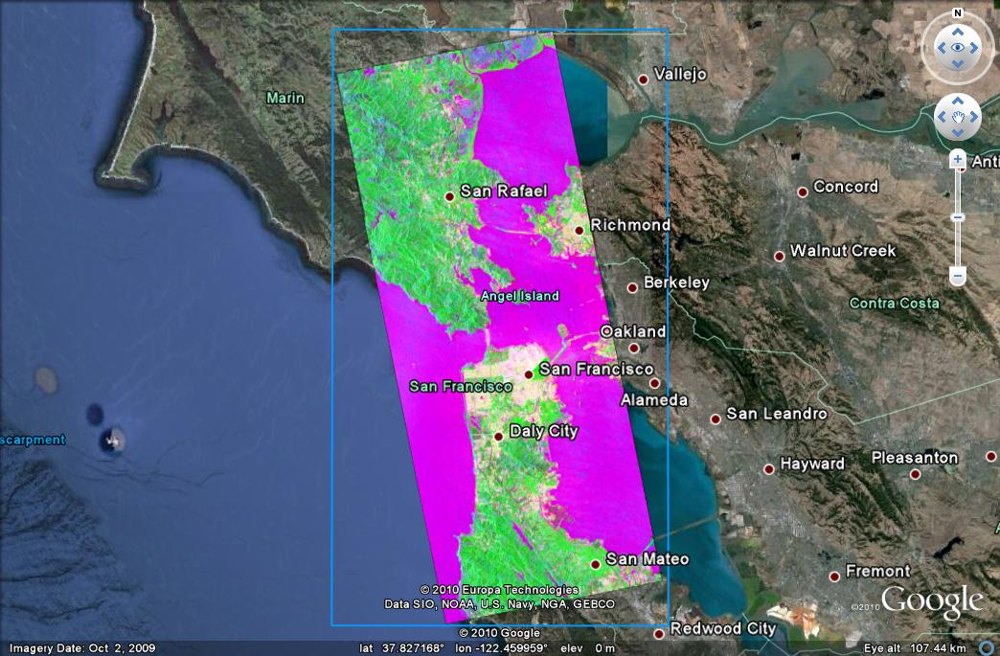 N
Vallejo
Marin
Concord
Anti
San Rafael
Richmond
Walnut Creek
Berkeley
Angel Island
Contra Costa
Oakland
San Francisco
San Francisco
Alameda
San Leandro
Daly City
scarpment
Pleasanton
Hayward
A
San Mateo
Fremont
© 2010 Europa Technologies
Data SIO, NOAA, U.S. Navy, NGA, GEBCO
©2010 Google
© 2010 Google
Redwood City
Imagery Date: Oct 2, 2009
lat 37.827168° lon -122.459959° elev 0 m
Eye alt 107.44 km